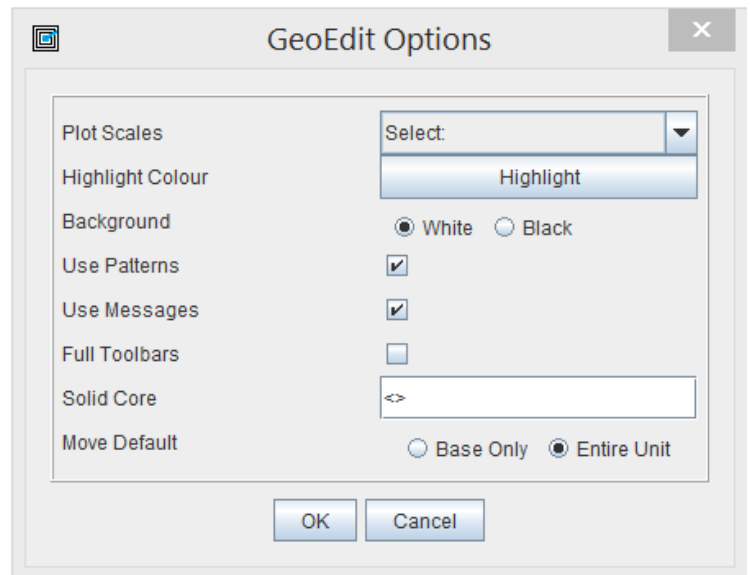 GeoEdit Options
Plot Scales Select:
Highlight Colour Highlight
Background White Black
Use Patterns
Use Messages
Full Toolbars
Solid Core <>
Move Default Base Only Entire Unit
OK Cancel